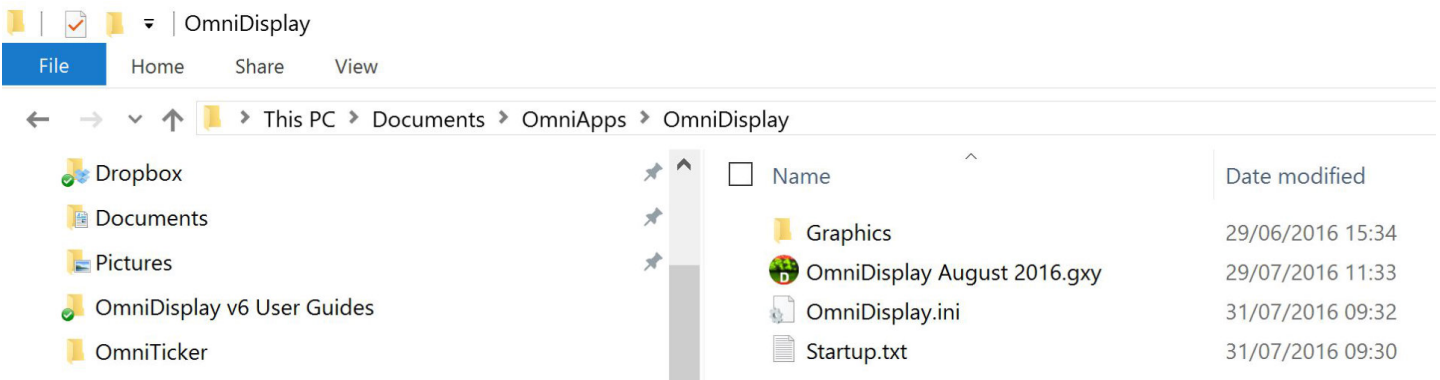 OmniDisplay
File Home Share View
This PC > Documents > OmniApps > OmniDisplay
Dropbox
Documents
Pictures
OmniDisplay v6 User Guides
OmniTicker
Name Date modified
Graphics 29/06/2016 15:34
OmniDisplay August 2016.gxy 29/07/2016 11:33
OmniDisplay.ini 31/07/2016 09:32
Startup.txt 31/07/2016 09:30